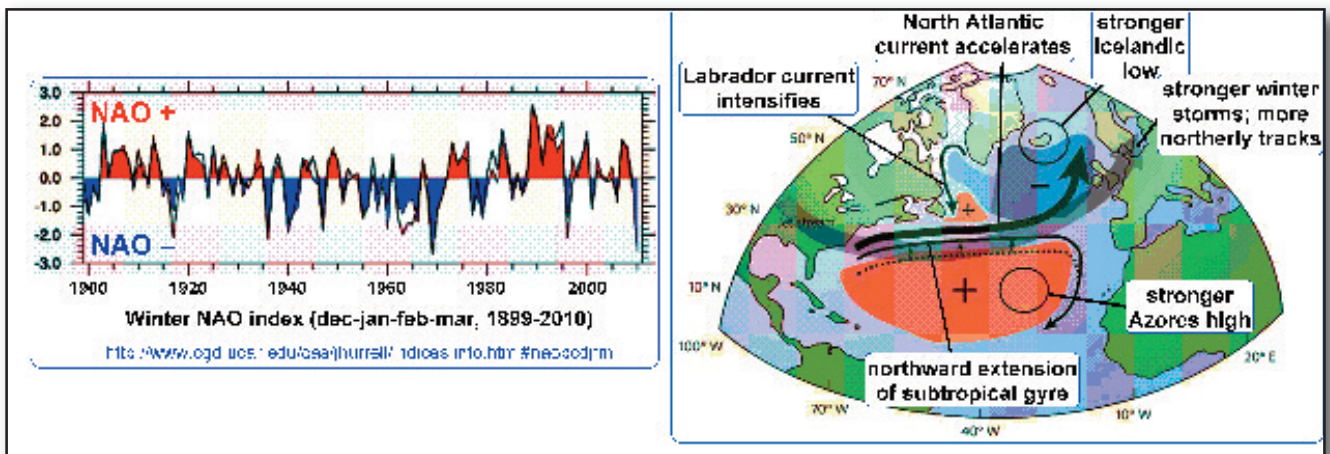 3.0
2.0
1.0
0.0
-1.0
-2.0
-3.0
NAO +
NAO –
1900 1920 1940 1960 1980 2000
Winter NAO index (dec-jan-feb-mar, 1899-2010)
North Atlantic
current accelerates
stronger
Icelandic
low
Labrador current
intensifies
stronger winter
storms; more
northerly tracks
70° N
50° N
30° N
10° N
100° W
70° W
40° W
10° W
20° E
+
–
+
stronger
Azores high
northward extension
of subtropical gyre